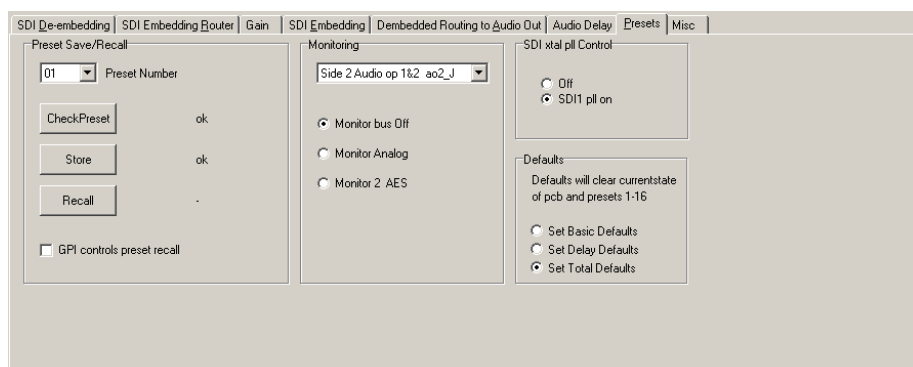 SDI De-embedding SDI Embedding Router Gain SDI Embedding Dembedded Routing to Audio Out Audio Delay Presets Misc
Preset Save/Recall
01 Preset Number
CheckPreset ok
Store ok
Recall -
GPI controls preset recall
Monitoring
Side 2 Audio op 1&2 ao2_J
Monitor bus Off
Monitor Analog
Monitor 2 AES
SDI xtal pll Control
Off
SDI1 pll on
Defaults
Defaults will clear currentstate
of pcb and presets 1-16
Set Basic Defaults
Set Delay Defaults
Set Total Defaults